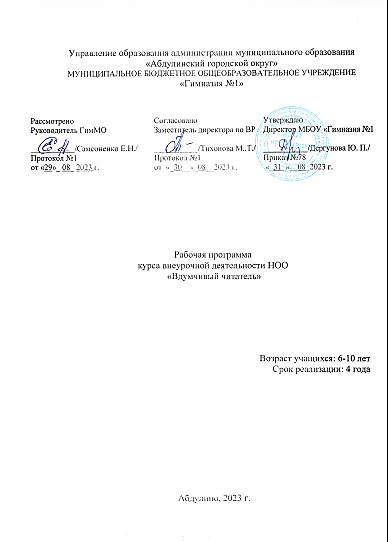 Управление образования администрации муниципального образования
«Абдулинский городской округ»
МУНИЦИПАЛЬНОЕ БЮДЖЕТНОЕ ОБЩЕОБРАЗОВАТЕЛЬНОЕ УЧРЕЖДЕНИЕ
«Гимназия №1»
Рассмотрено
Руководитель ГимМО
/Самсоненко Е.Н./
Протокол №1
от «29» 08 2023 г.
Согласовано
Заместитель директора по ВР
/Тихонова М..Т./
Протокол №1
от « 30 » 08 2023 г.
Утверждаю
Директор МБОУ «Гимназия №1
/Дергунова Ю. П./
Приказ №78
« 31 » 08 2023 г.
Рабочая программа
курса внеурочной деятельности НОО
«Вдумчивый читатель»
Возраст учащихся: 6-10 лет
Срок реализации: 4 года
Абдулино, 2023 г.